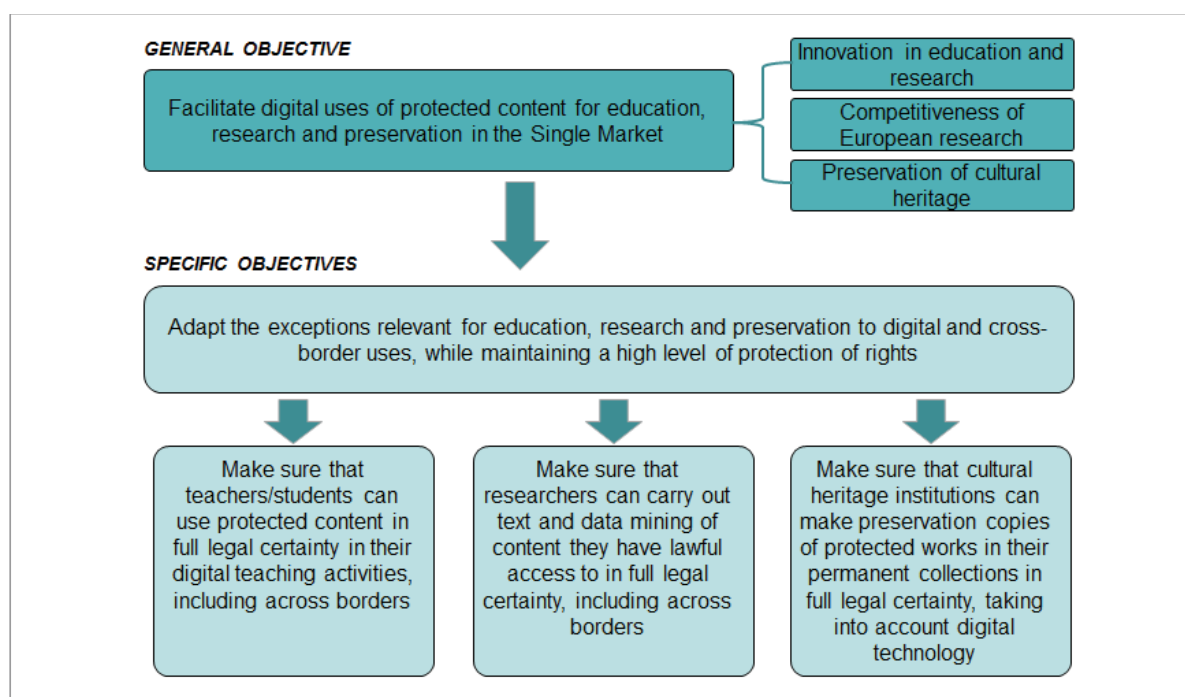 GENERAL OBJECTIVE
Facilitate digital uses of protected content for education,
research and preservation in the Single Market
Innovation in education and
research
Competitiveness of
European research
Preservation of cultural
heritage
SPECIFIC OBJECTIVES
Adapt the exceptions relevant for education, research and preservation to digital and cross-
border uses, while maintaining a high level of protection of rights
Make sure that
teachers/students can
use protected content in
full legal certainty in their
digital teaching activities,
including across borders
Make sure that
researchers can carry out
text and data mining of
content they have lawful
access to in full legal
certainty, including across
borders
Make sure that cultural
heritage institutions can
make preservation copies
of protected works in their
permanent collections in
full legal certainty, taking
into account digital
technology